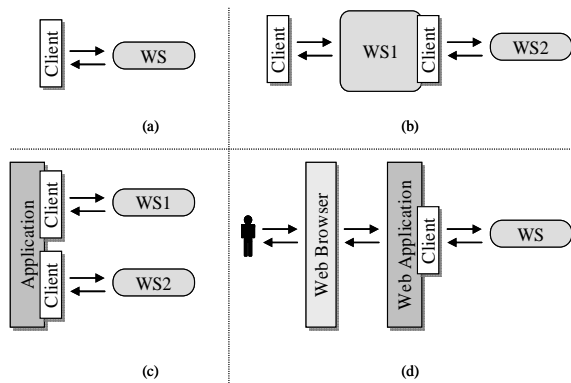 Client
WS
(a)
Client
WS1
Client
WS2
(b)
Application
Client
WS1
Client
WS2
(c)
Web Browser
Web Application
Client
WS
(d)